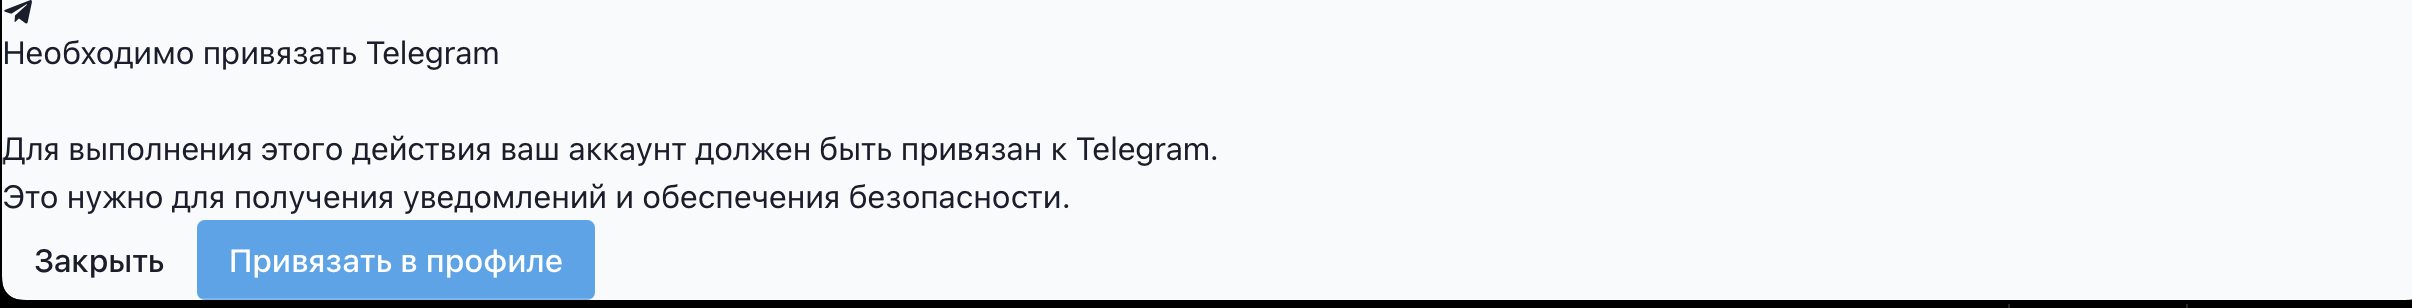 Необходимо привязать Telegram
Для выполнения этого действия ваш аккаунт должен быть привязан к Telegram.
Это нужно для получения уведомлений и обеспечения безопасности.
Закрыть Привязать в профиле